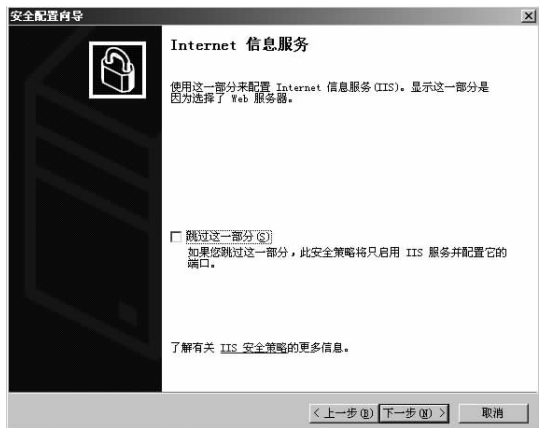 安全配置向导
Internet 信息服务
使用这一部分来配置 Internet 信息服务(IIS)。显示这一部分是
因为选择了 Web 服务器。
跳过这一部分(S)
如果您跳过这一部分，此安全策略将只启用 IIS 服务并配置它的
端口。
了解有关 IIS 安全策略的更多信息。
< 上一步(B) 下一步(N) > 取消